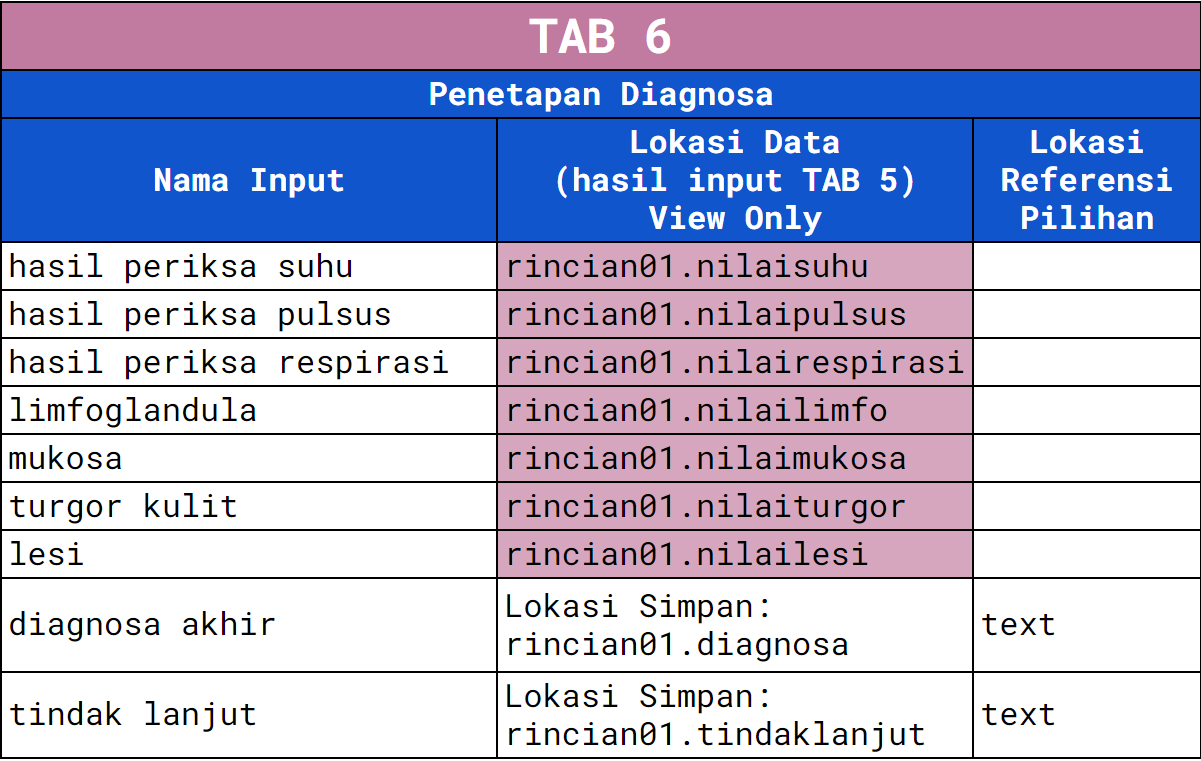 TAB 6
Penetapan Diagnosa
Nama Input
Lokasi Data
(hasil input TAB 5)
View Only
Lokasi
Referensi
Pilihan
hasil periksa suhu
rincian01.nilaisuhu
hasil periksa pulsus
rincian01.nilaipulsus
hasil periksa respirasi
rincian01.nilairespirasi
limfoglandula
rincian01.nilailimfo
mukosa
rincian01.nilaimukosa
turgor kulit
rincian01.nilaiturgor
lesi
rincian01.nilailesi
diagnosa akhir
Lokasi Simpan:
rincian01.diagnosa
text
tindak lanjut
Lokasi Simpan:
rincian01.tindaklanjut
text